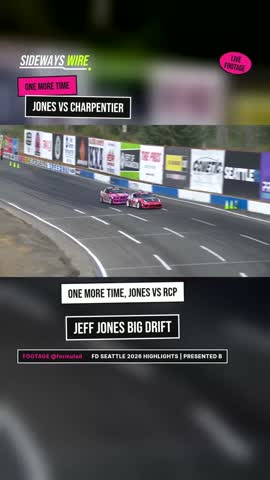 SIDEWAYS WIRE.
LIVE
FOOTAGE
ONE MORE TIME
JONES VS CHARPENTIER
SEATTLE
ONE MORE TIME, JONES VS RCP
JEFF JONES BIG DRIFT
FOOTAGE @formulad FD SEATTLE 2026 HIGHLIGHTS | PRESENTED B